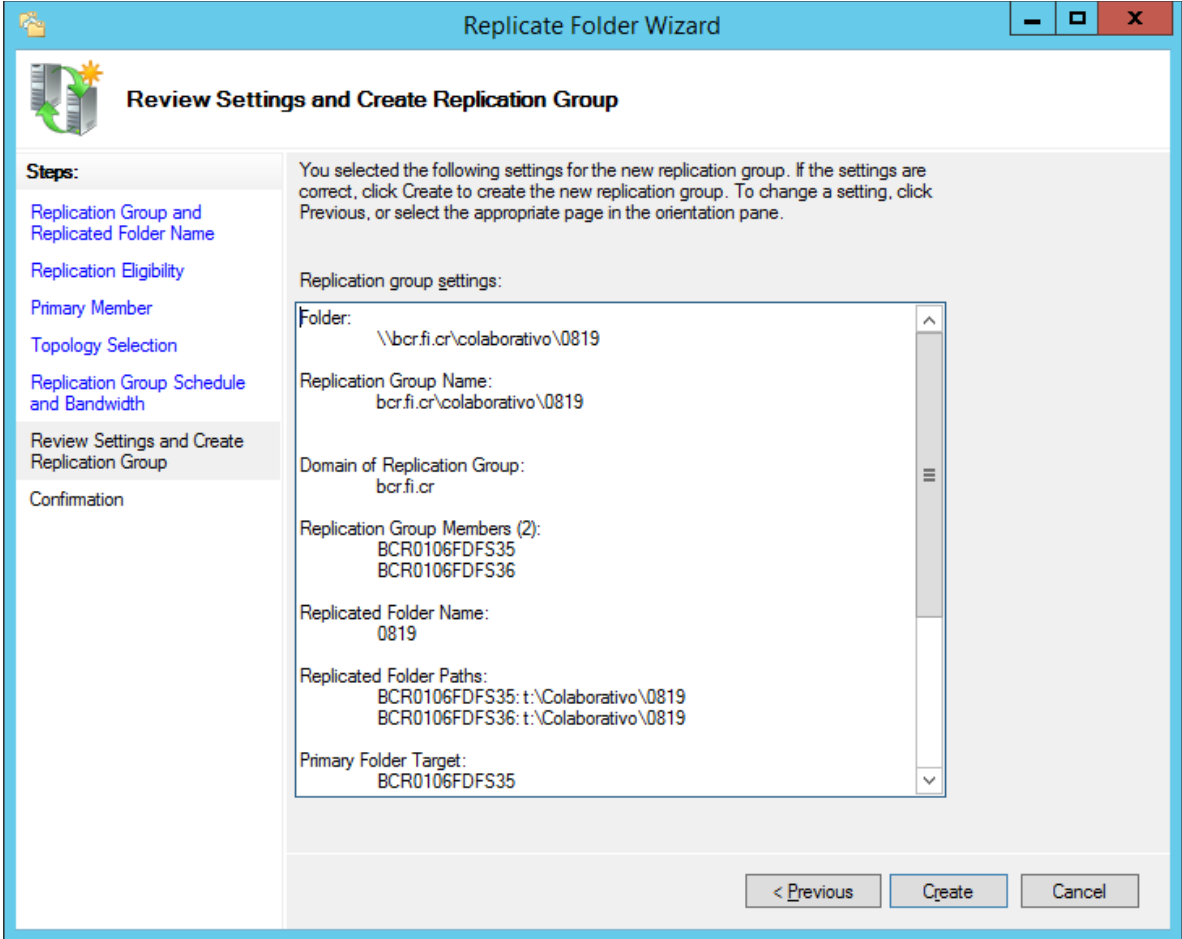 Replicate Folder Wizard
Review Settings and Create Replication Group
Steps:
Replication Group and
Replicated Folder Name
Replication Eligibility
Primary Member
Topology Selection
Replication Group Schedule
and Bandwidth
Review Settings and Create
Replication Group
Confirmation
You selected the following settings for the new replication group. If the settings are
correct, click Create to create the new replication group. To change a setting, click
Previous, or select the appropriate page in the orientation pane.
Replication group settings:
Folder:
\\bcr.fi.cr\colaborativo\0819
Replication Group Name:
bcr.fi.cr\colaborativo\0819
Domain of Replication Group:
bcr.fi.cr
Replication Group Members (2):
BCR0106FDFS35
BCR0106FDFS36
Replicated Folder Name:
0819
Replicated Folder Paths:
BCR0106FDFS35: t:\Colaborativo\0819
BCR0106FDFS36: t:\Colaborativo\0819
Primary Folder Target:
BCR0106FDFS35
< Previous
Create
Cancel